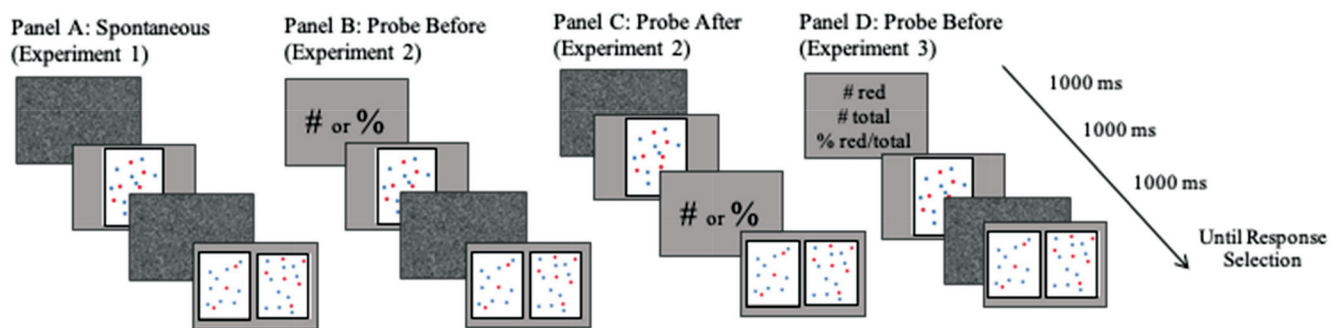 Panel A: Spontaneous
(Experiment 1)
Panel B: Probe Before
(Experiment 2)
# or %
Panel C: Probe After
(Experiment 2)
# or %
Panel D: Probe Before
(Experiment 3)
# red
# total
% red/total
1000 ms
1000 ms
1000 ms
Until Response
Selection